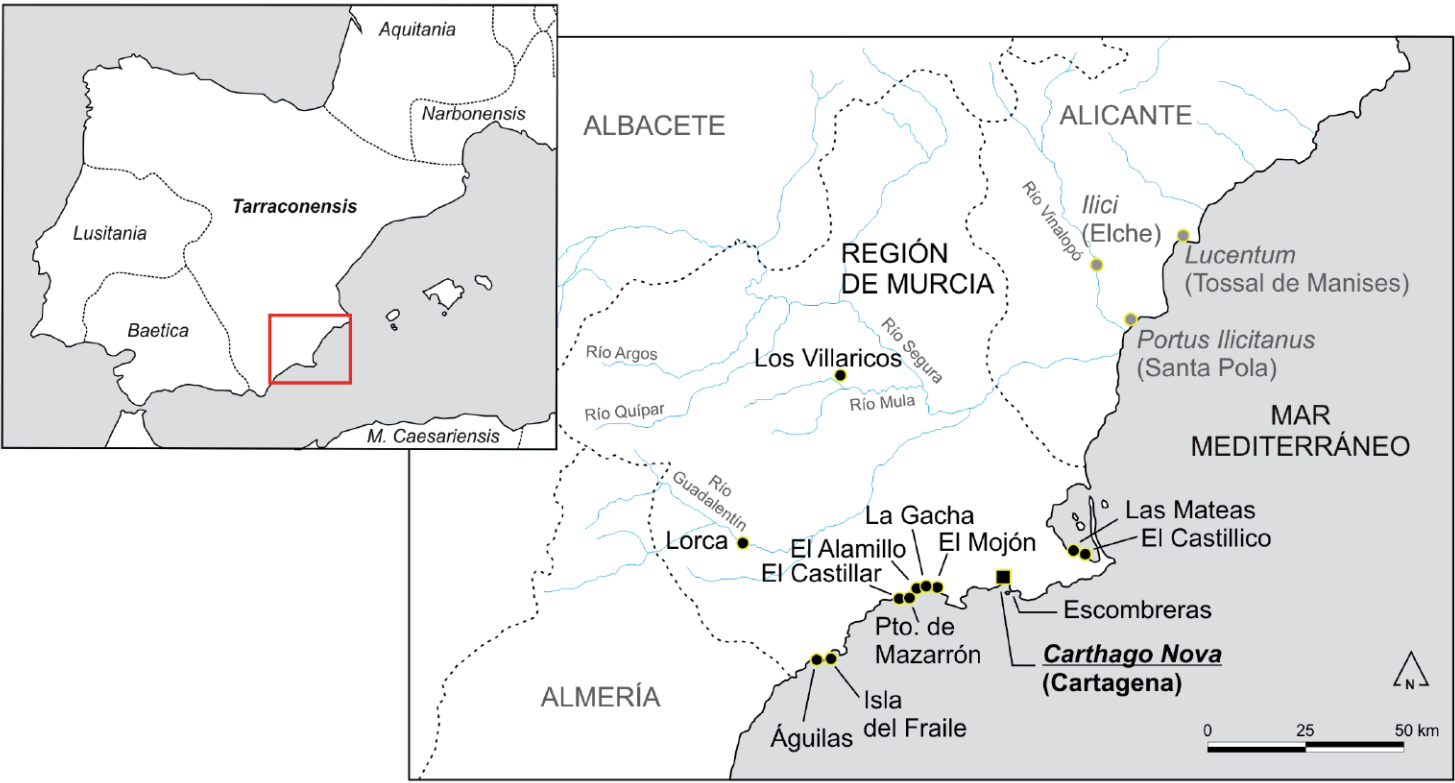 Aquitania
Narbonensis
Tarraconensis
Lusitania
Baetica
M. Caesariensis
ALBACETE
ALICANTE
Río Vinalopó
Ilici
(Elche)
Lucentum
(Tossal de Manises)
REGIÓN
DE MURCIA
Portus Ilicitanus
(Santa Pola)
Río Argos
Los Villaricos
Río Segura
Río Quípar
Río Mula
MAR
MEDITERRÁNEO
Río
Guadalentín
Lorca
La Gacha
El Alamillo
El Mojón
El Castillar
Las Mateas
El Castillico
Pto. de
Mazarrón
Escombreras
Carthago Nova
(Cartagena)
ALMERÍA
Isla
del Fraile
Águilas
N
0 25 50 km